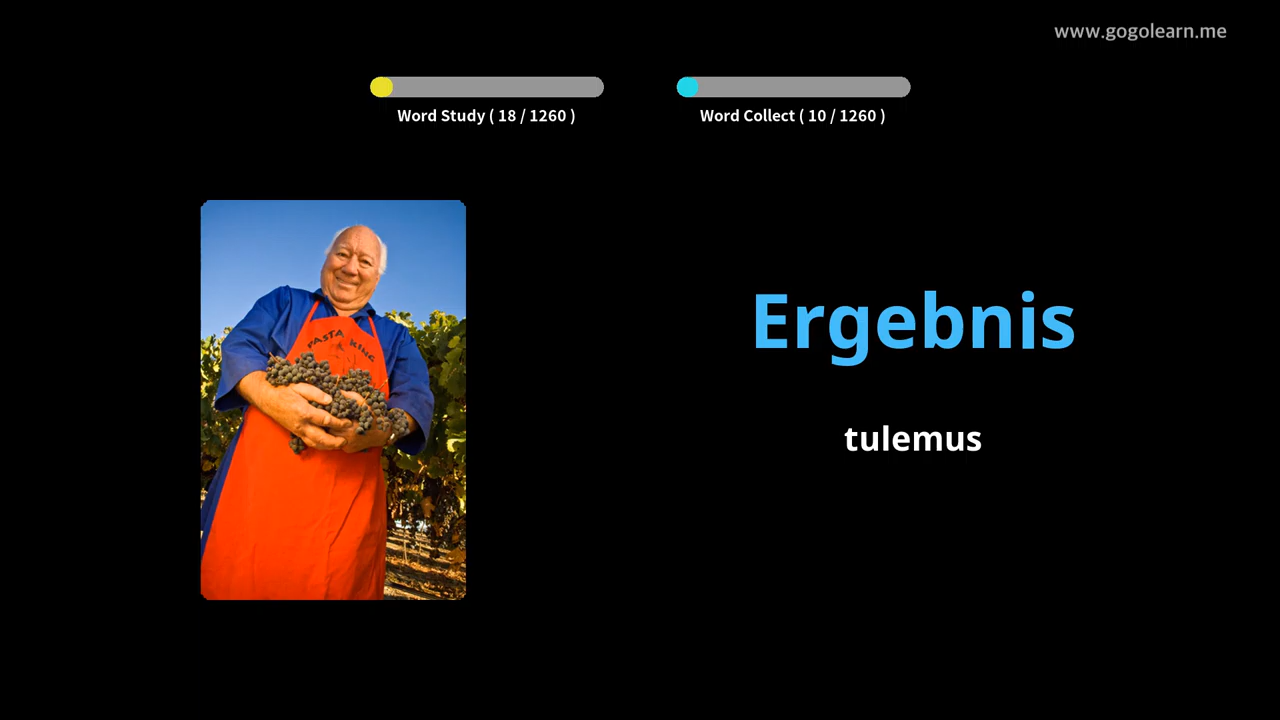 www.gogolearn.me
Word Study ( 18 / 1260 )
Word Collect ( 10 / 1260 )
PASTA KING
Ergebnis
tulemus